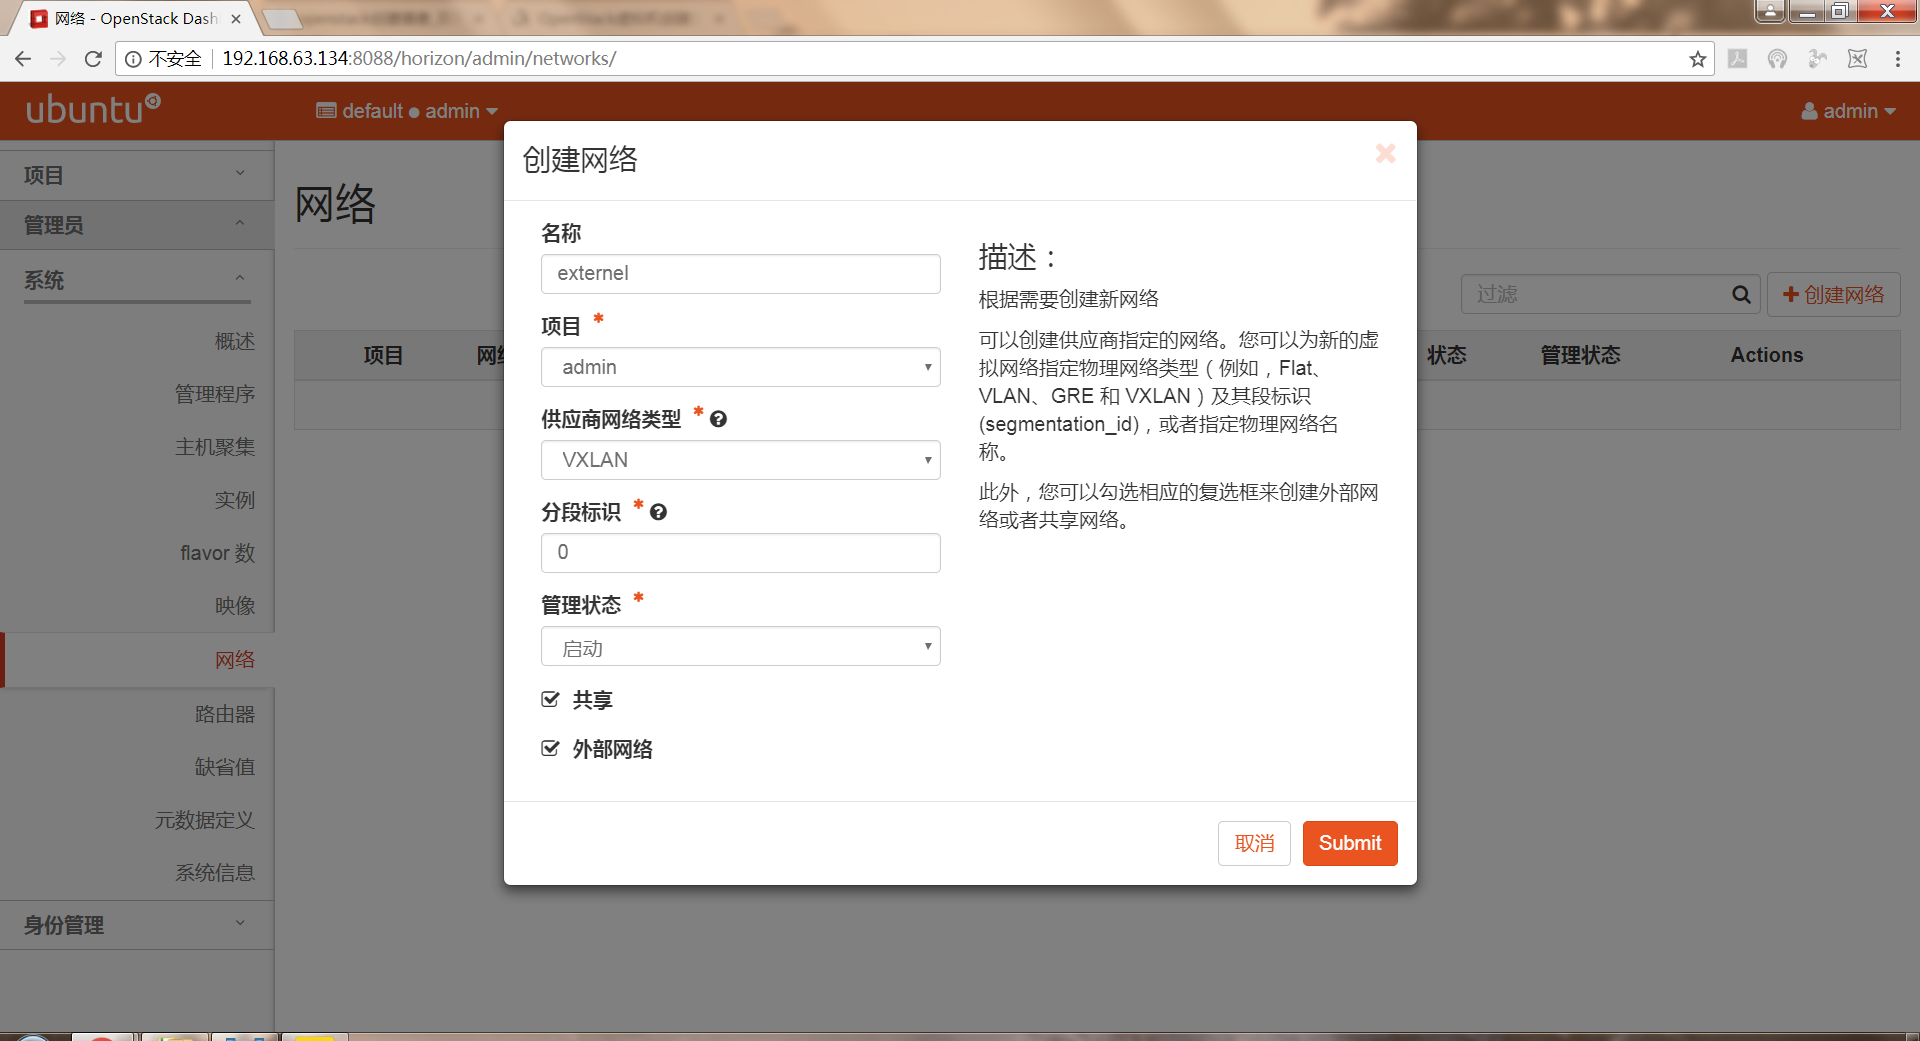 网络 - OpenStack Dash
不安全
192.168.63.134:8088/horizon/admin/networks/
ubuntu
default ● admin
admin
项目
管理员
系统
概述
管理程序
主机聚集
实例
flavor 数
映像
网络
路由器
缺省值
元数据定义
系统信息
身份管理
网络
过滤
创建网络
项目
状态
管理状态
Actions
创建网络
名称
externel
项目 *
admin
供应商网络类型 *
VXLAN
分段标识 *
0
管理状态 *
启动
共享
外部网络
描述：
根据需要创建新网络
可以创建供应商指定的网络。您可以为新的虚
拟网络指定物理网络类型（例如，Flat、
VLAN、GRE 和 VXLAN）及其段标识
(segmentation_id)，或者指定物理网络名
称。
此外，您可以勾选相应的复选框来创建外部网
络或者共享网络。
取消
Submit